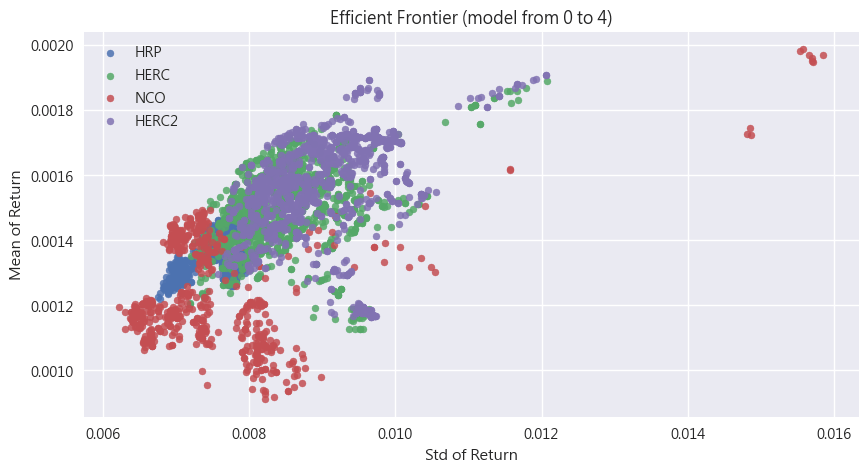 Efficient Frontier (model from 0 to 4)
HRP
HERC
NCO
HERC2
Mean of Return
0.0020
0.0018
0.0016
0.0014
0.0012
0.0010
0.006
0.008
0.010
0.012
0.014
0.016
Std of Return